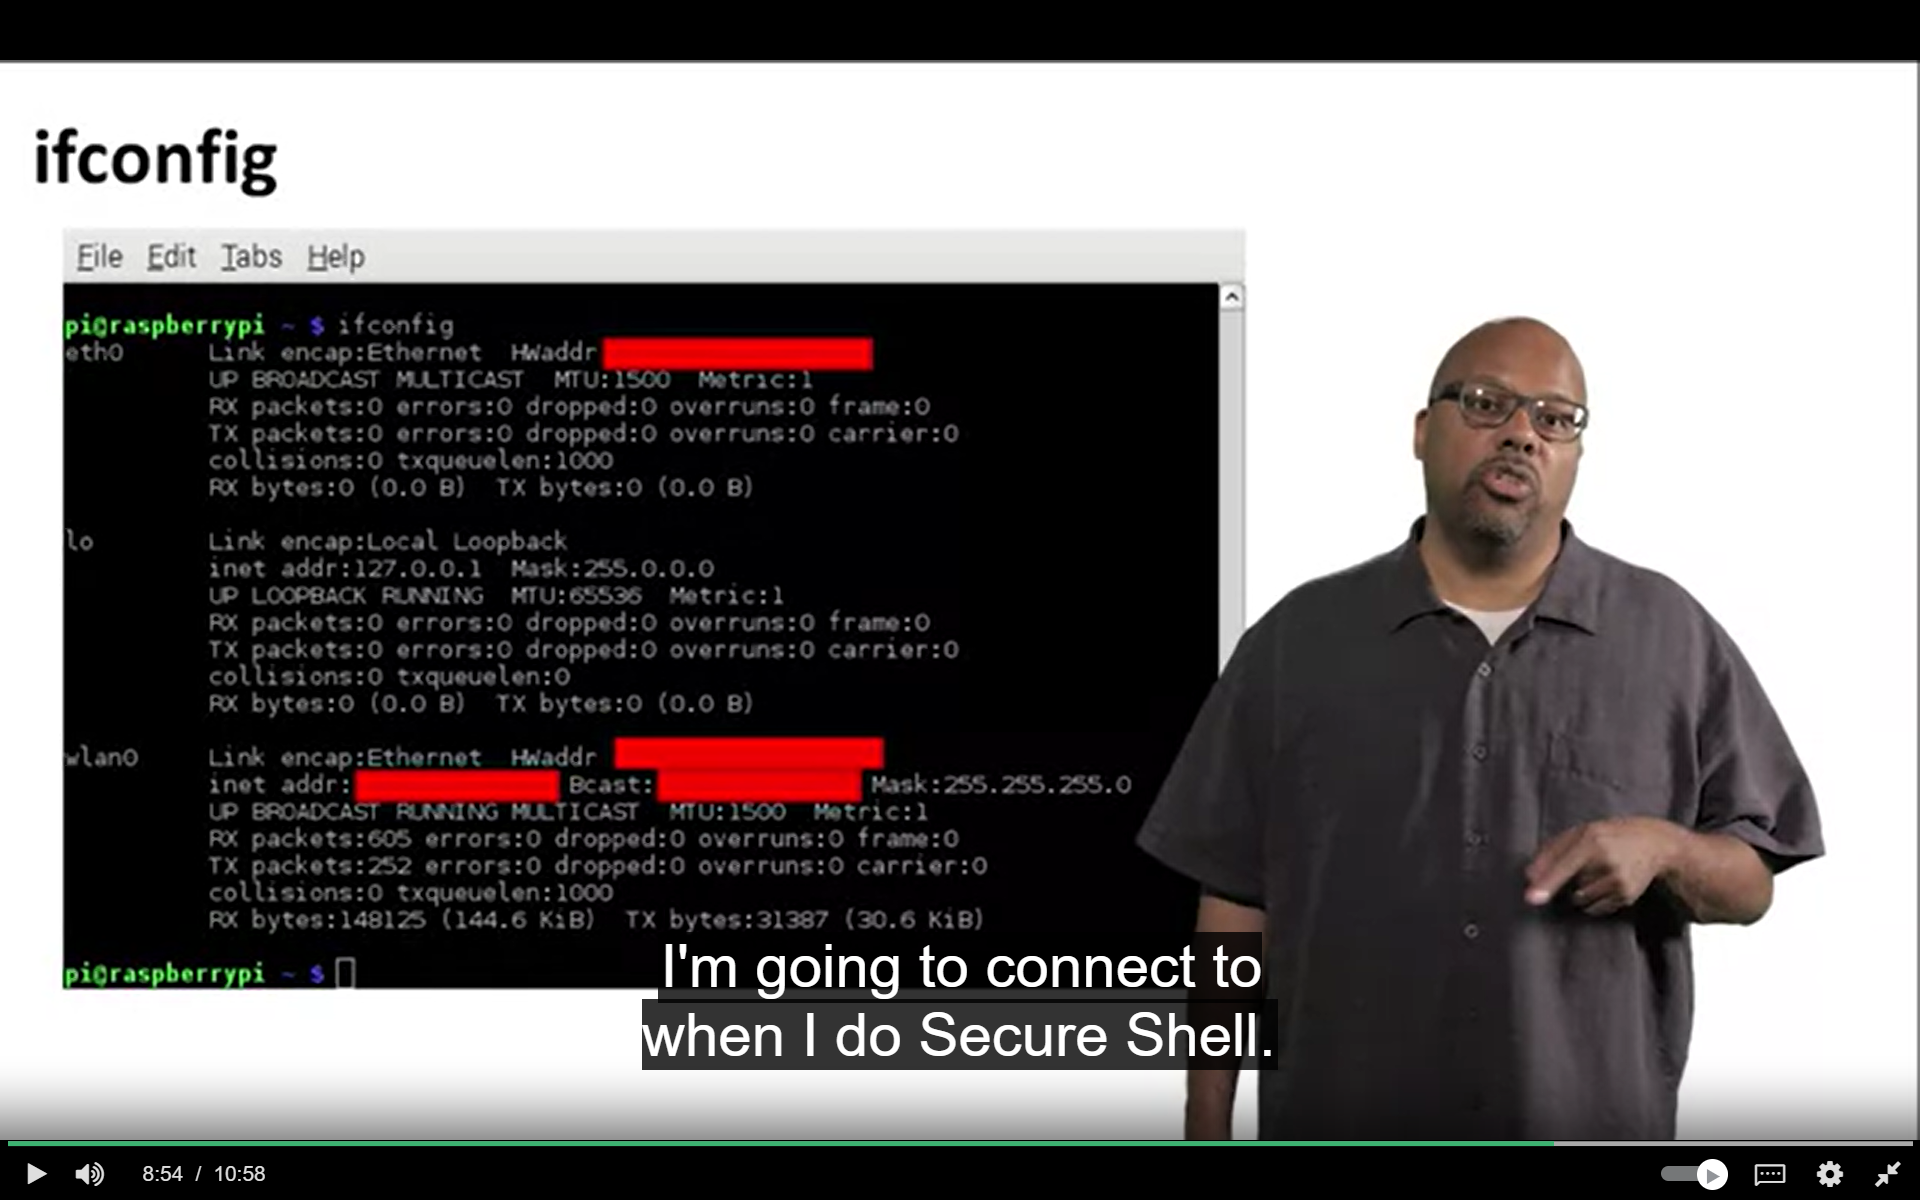 ifconfig
File Edit Tabs Help
pi@raspberrypi ~ $ ifconfig
eth0 Link encap:Ethernet HWaddr
UP BROADCAST MULTICAST MTU:1500 Metric:1
RX packets:0 errors:0 dropped:0 overruns:0 frame:0
TX packets:0 errors:0 dropped:0 overruns:0 carrier:0
collisions:0 txqueuelen:1000
RX bytes:0 (0.0 B) TX bytes:0 (0.0 B)
lo Link encap:Local Loopback
inet addr:127.0.0.1 Mask:255.0.0.0
UP LOOPBACK RUNNING MTU:65536 Metric:1
RX packets:0 errors:0 dropped:0 overruns:0 frame:0
TX packets:0 errors:0 dropped:0 overruns:0 carrier:0
collisions:0 txqueuelen:0
RX bytes:0 (0.0 B) TX bytes:0 (0.0 B)
wlan0 Link encap:Ethernet HWaddr
inet addr: Bcast: Mask:255.255.255.0
UP BROADCAST RUNNING MULTICAST MTU:1500 Metric:1
RX packets:605 errors:0 dropped:0 overruns:0 frame:0
TX packets:252 errors:0 dropped:0 overruns:0 carrier:0
collisions:0 txqueuelen:1000
RX bytes:148125 (144.6 KiB) TX bytes:31387 (30.6 KiB)
pi@raspberrypi ~ $
I'm going to connect to
when I do Secure Shell.
8:54 / 10:58